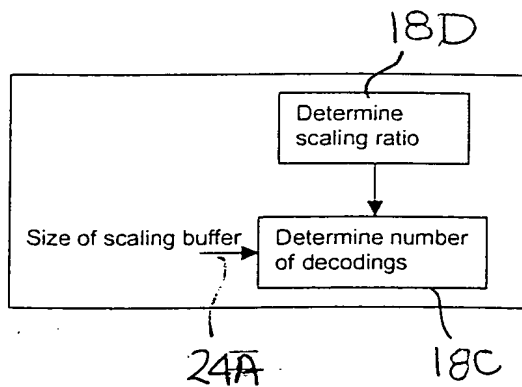 18D
Determine
scaling ratio
Size of scaling buffer
Determine number
of decodings
24A
18C